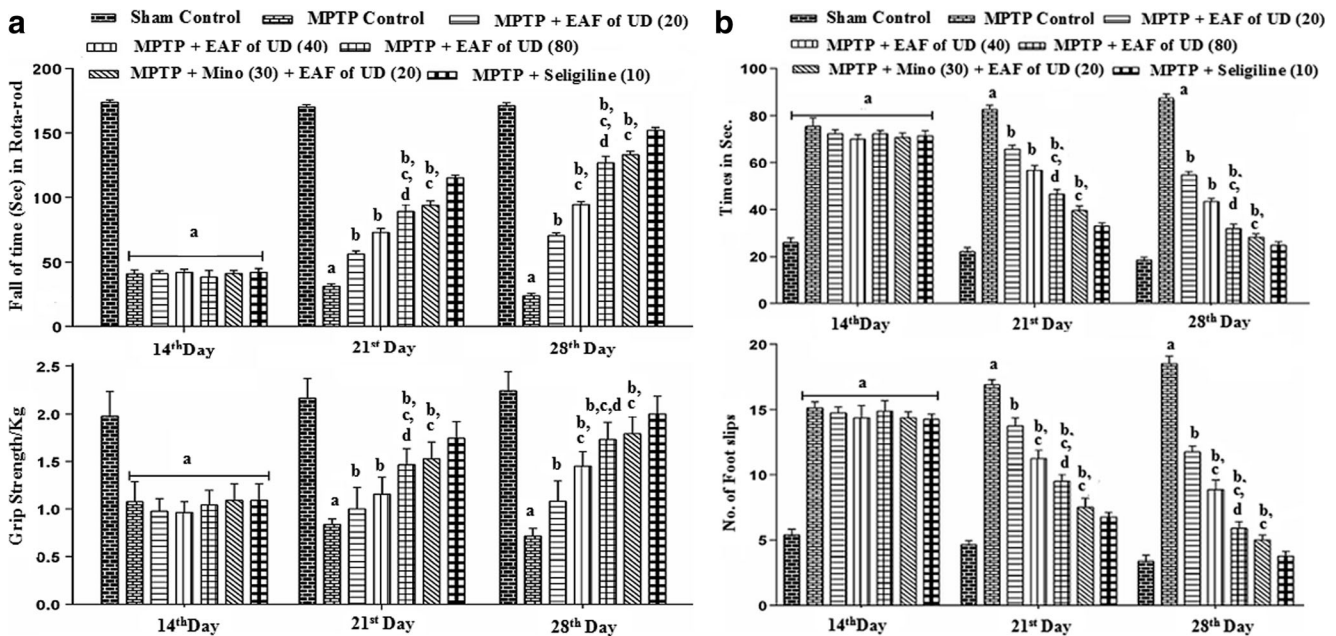 a
Sham Control MPTP Control MPTP + EAF of UD (20)
MPTP + EAF of UD (40) MPTP + EAF of UD (80)
MPTP + Mino (30) + EAF of UD (20) MPTP + Seligiline (10)
Fall of time (Sec) in Rota-rod
200
150
100
50
0
a
a
b
b
b,
c,
d
b,
c
a
b
b,
c
b,
c,
d
b,
c
14thDay 21st Day 28th Day
Grip Strength/Kg
2.5
2.0
1.5
1.0
0.5
0.0
a
a
b
b
b,
c,
d
b,
c
a
b
b,
c
b,c,d
b,
c
14thDay 21st Day 28th Day
b
Sham Control MPTP Control MPTP + EAF of UD (20)
MPTP + EAF of UD (40) MPTP + EAF of UD (80)
MPTP + Mino (30) + EAF of UD (20) MPTP + Seligiline (10)
Times in Sec.
100
80
60
40
20
0
a
a
b
b
b,
c,
d
b,
c
a
b
b
b,
c,
d
b,
c
14thDay 21st Day 28th Day
No. of Foot slips
20
15
10
5
0
a
a
b
b,
c
b,
c,
d
b,
c
a
b
b,
c
b,
c,
d
b,
c
14thDay 21st Day 28th Day